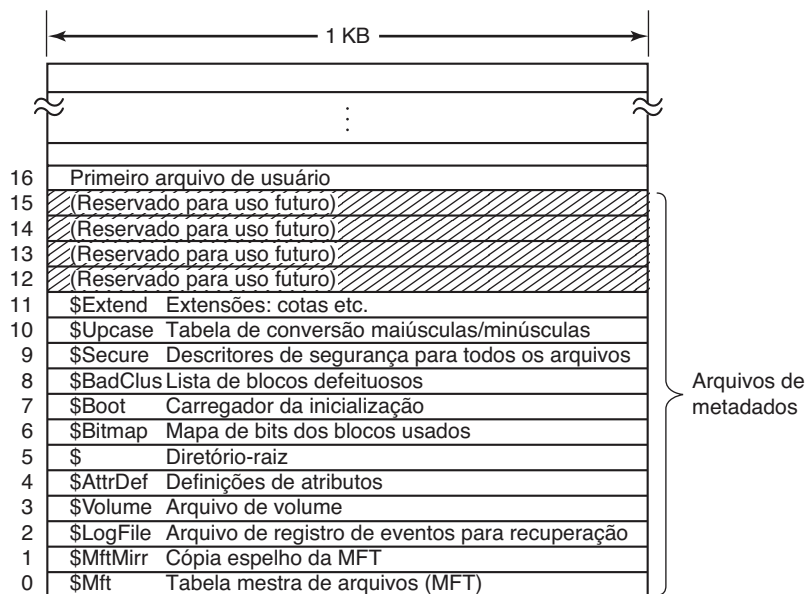 1 KB
16 Primeiro arquivo de usuário
15 (Reservado para uso futuro)
14 (Reservado para uso futuro)
13 (Reservado para uso futuro)
12 (Reservado para uso futuro)
11 $Extend Extensões: cotas etc.
10 $Upcase Tabela de conversão maiúsculas/minúsculas
9 $Secure Descritores de segurança para todos os arquivos
8 $BadClus Lista de blocos defeituosos
7 $Boot Carregador da inicialização
6 $Bitmap Mapa de bits dos blocos usados
5 $ Diretório-raiz
4 $AttrDef Definições de atributos
3 $Volume Arquivo de volume
2 $LogFile Arquivo de registro de eventos para recuperação
1 $MftMirr Cópia espelho da MFT
0 $Mft Tabela mestra de arquivos (MFT)
Arquivos de
metadados